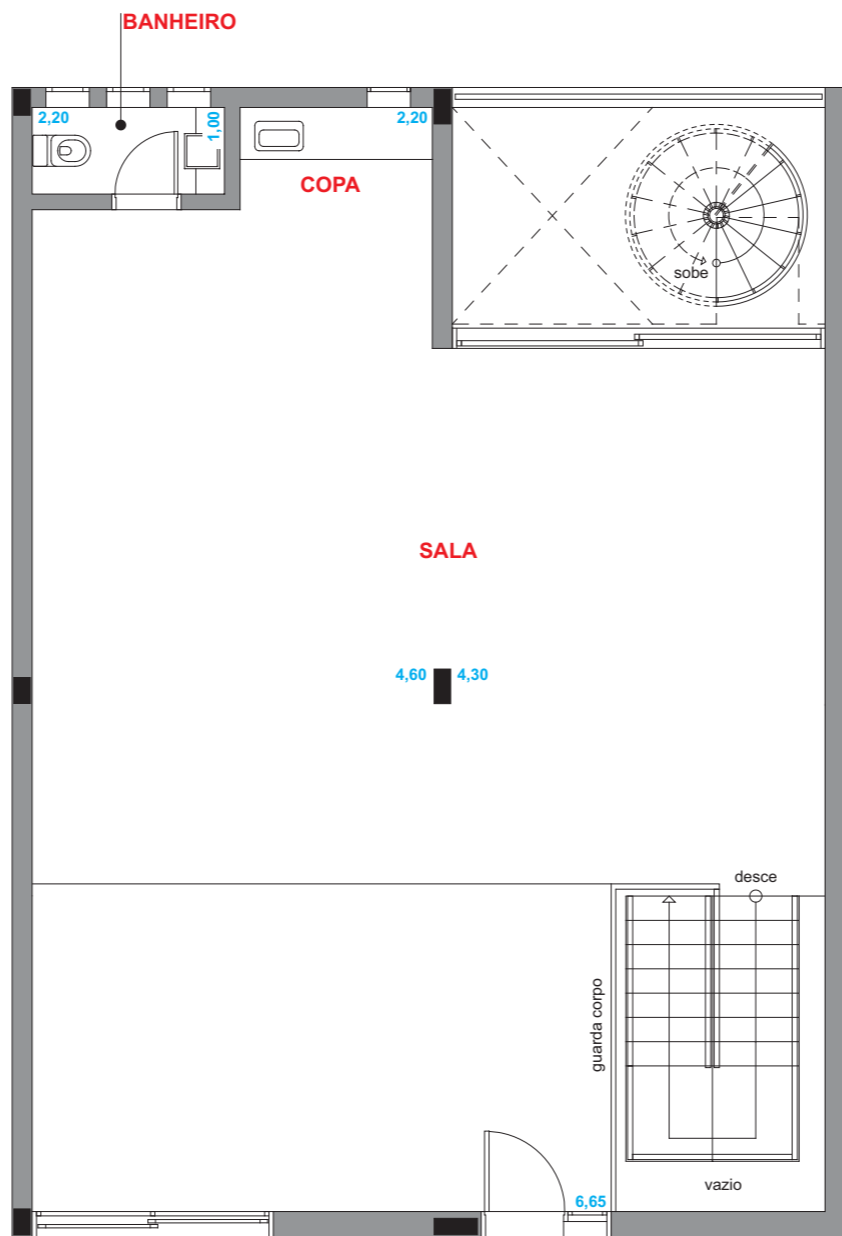 BANHEIRO
2,20
1,00
2,20
COPA
sobe
SALA
4,60
4,30
desce
guarda corpo
vazio
6,65